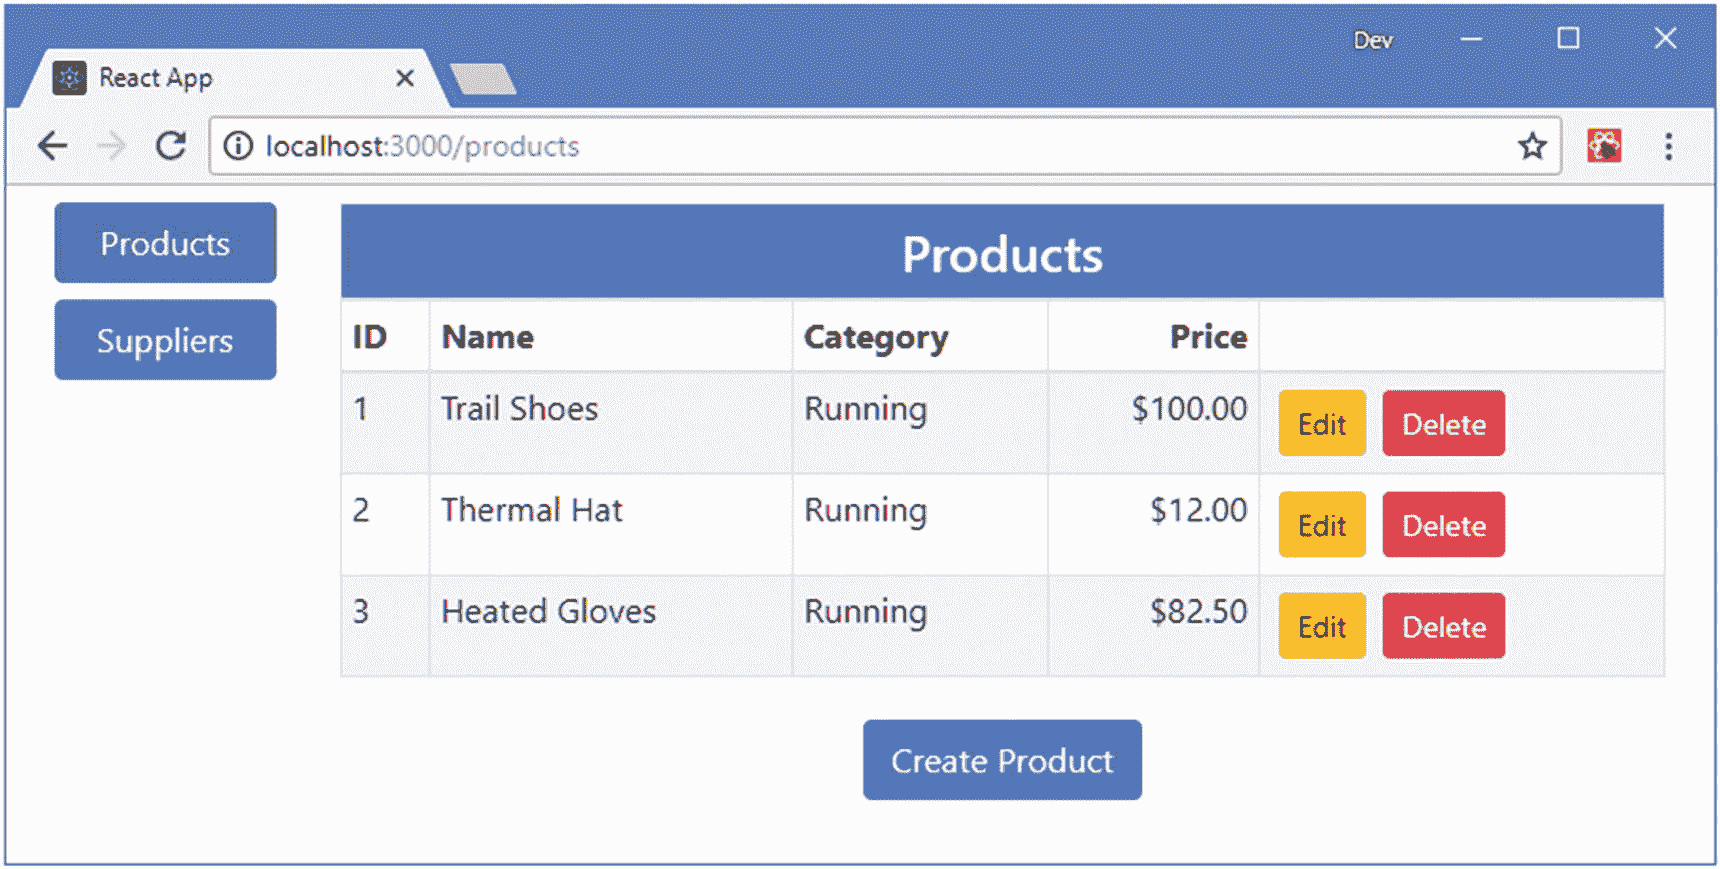 Dev
React App
localhost:3000/products
Products
Suppliers
Products
ID Name Category Price
1 Trail Shoes Running $100.00 Edit Delete
2 Thermal Hat Running $12.00 Edit Delete
3 Heated Gloves Running $82.50 Edit Delete
Create Product